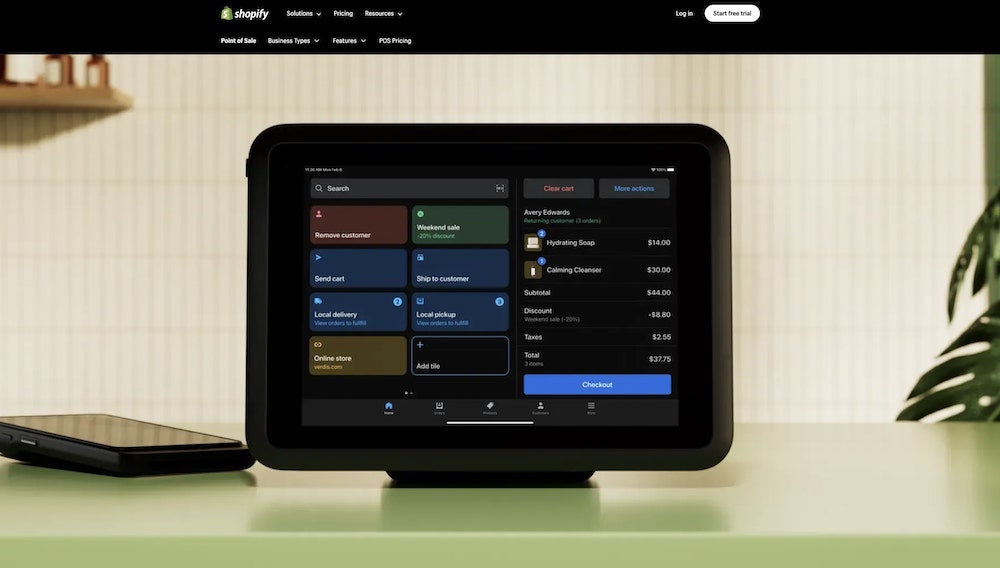 shopify
Solutions
Pricing
Resources
Log in
Start free trial
Point of Sale
Business Types
Features
POS Pricing
11:35 AM Mon Feb 6
100%
Search
Remove customer
Weekend sale
-20% discount
Send cart
Ship to customer
Local delivery
2
View orders to fulfill
Local pickup
3
View orders to fulfill
Online store
verdis.com
Add tile
Clear cart
More actions
Avery Edwards
Returning customer (3 orders)
2
Hydrating Soap
$14.00
1
Calming Cleanser
$30.00
Subtotal
$44.00
Discount
Weekend sale (-20%)
-$8.80
Taxes
$2.55
Total
3 items
$37.75
Checkout
Home
Orders
Products
Customers
More